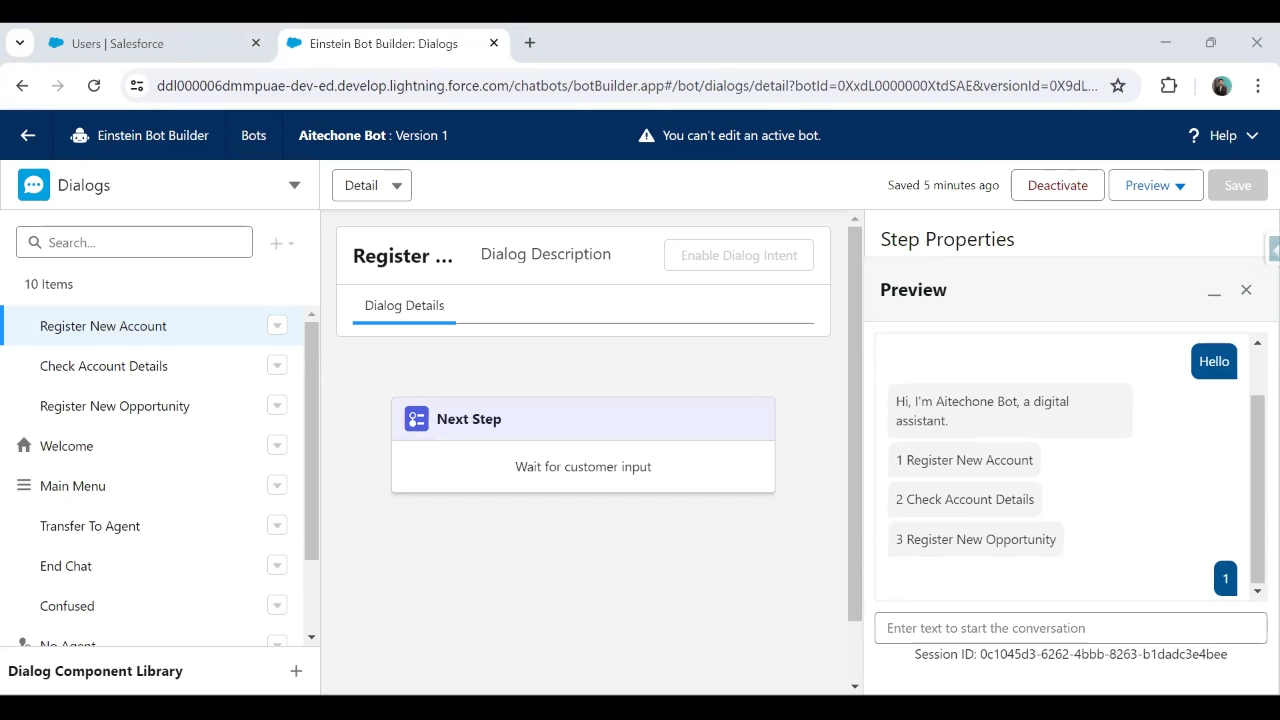 Users | Salesforce
Einstein Bot Builder: Dialogs
ddl000006dmmpuae-dev-ed.develop.lightning.force.com/chatbots/botBuilder.app#/bot/dialogs/detail?botId=0XxdL0000000XtdSAE&versionId=0X9dL...
Einstein Bot Builder
Bots
Aitechone Bot : Version 1
You can't edit an active bot.
? Help
Dialogs
Detail
Saved 5 minutes ago
Deactivate
Preview
Save
Search...
10 Items
Register New Account
Check Account Details
Register New Opportunity
Welcome
Main Menu
Transfer To Agent
End Chat
Confused
No Agent
Dialog Component Library
Register ...
Dialog Description
Enable Dialog Intent
Dialog Details
Next Step
Wait for customer input
Step Properties
Preview
Hello
Hi, I'm Aitechone Bot, a digital
assistant.
1 Register New Account
2 Check Account Details
3 Register New Opportunity
1
Enter text to start the conversation
Session ID: 0c1045d3-6262-4bbb-8263-b1dadc3e4bee